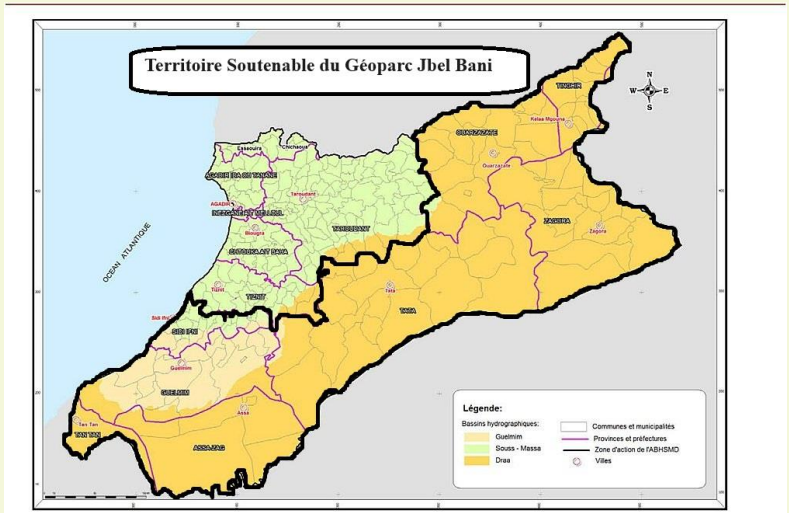 Territoire Soutenable du Géoparc Jbel Bani
N
W E
S
TINGHIR
Kelaa Mgouna
OUARZAZATE
Ouarzazate
Essaouira
Chichaoua
AGADIR IDA OU TANANE
Taroudant
AGADIR
INEZGANE AIT MELLOUL
TAROUDANT
Biougra
CHTOUKA AIT BAHA
ZAGORA
Zagora
OCEAN ATLANTIQUE
Tiznit
TIZNIT
Tata
TATA
Sidi Ifni
SIDI IFNI
Guelmim
GUELMIM
Assa
Tan Tan
TAN TAN
ASSA-ZAG
Légende:
Bassins hydrographiques:
Guelmim
Souss - Massa
Draa
Communes et municipalités
Provinces et préfectures
Zone d'action de l'ABHSMD
Villes